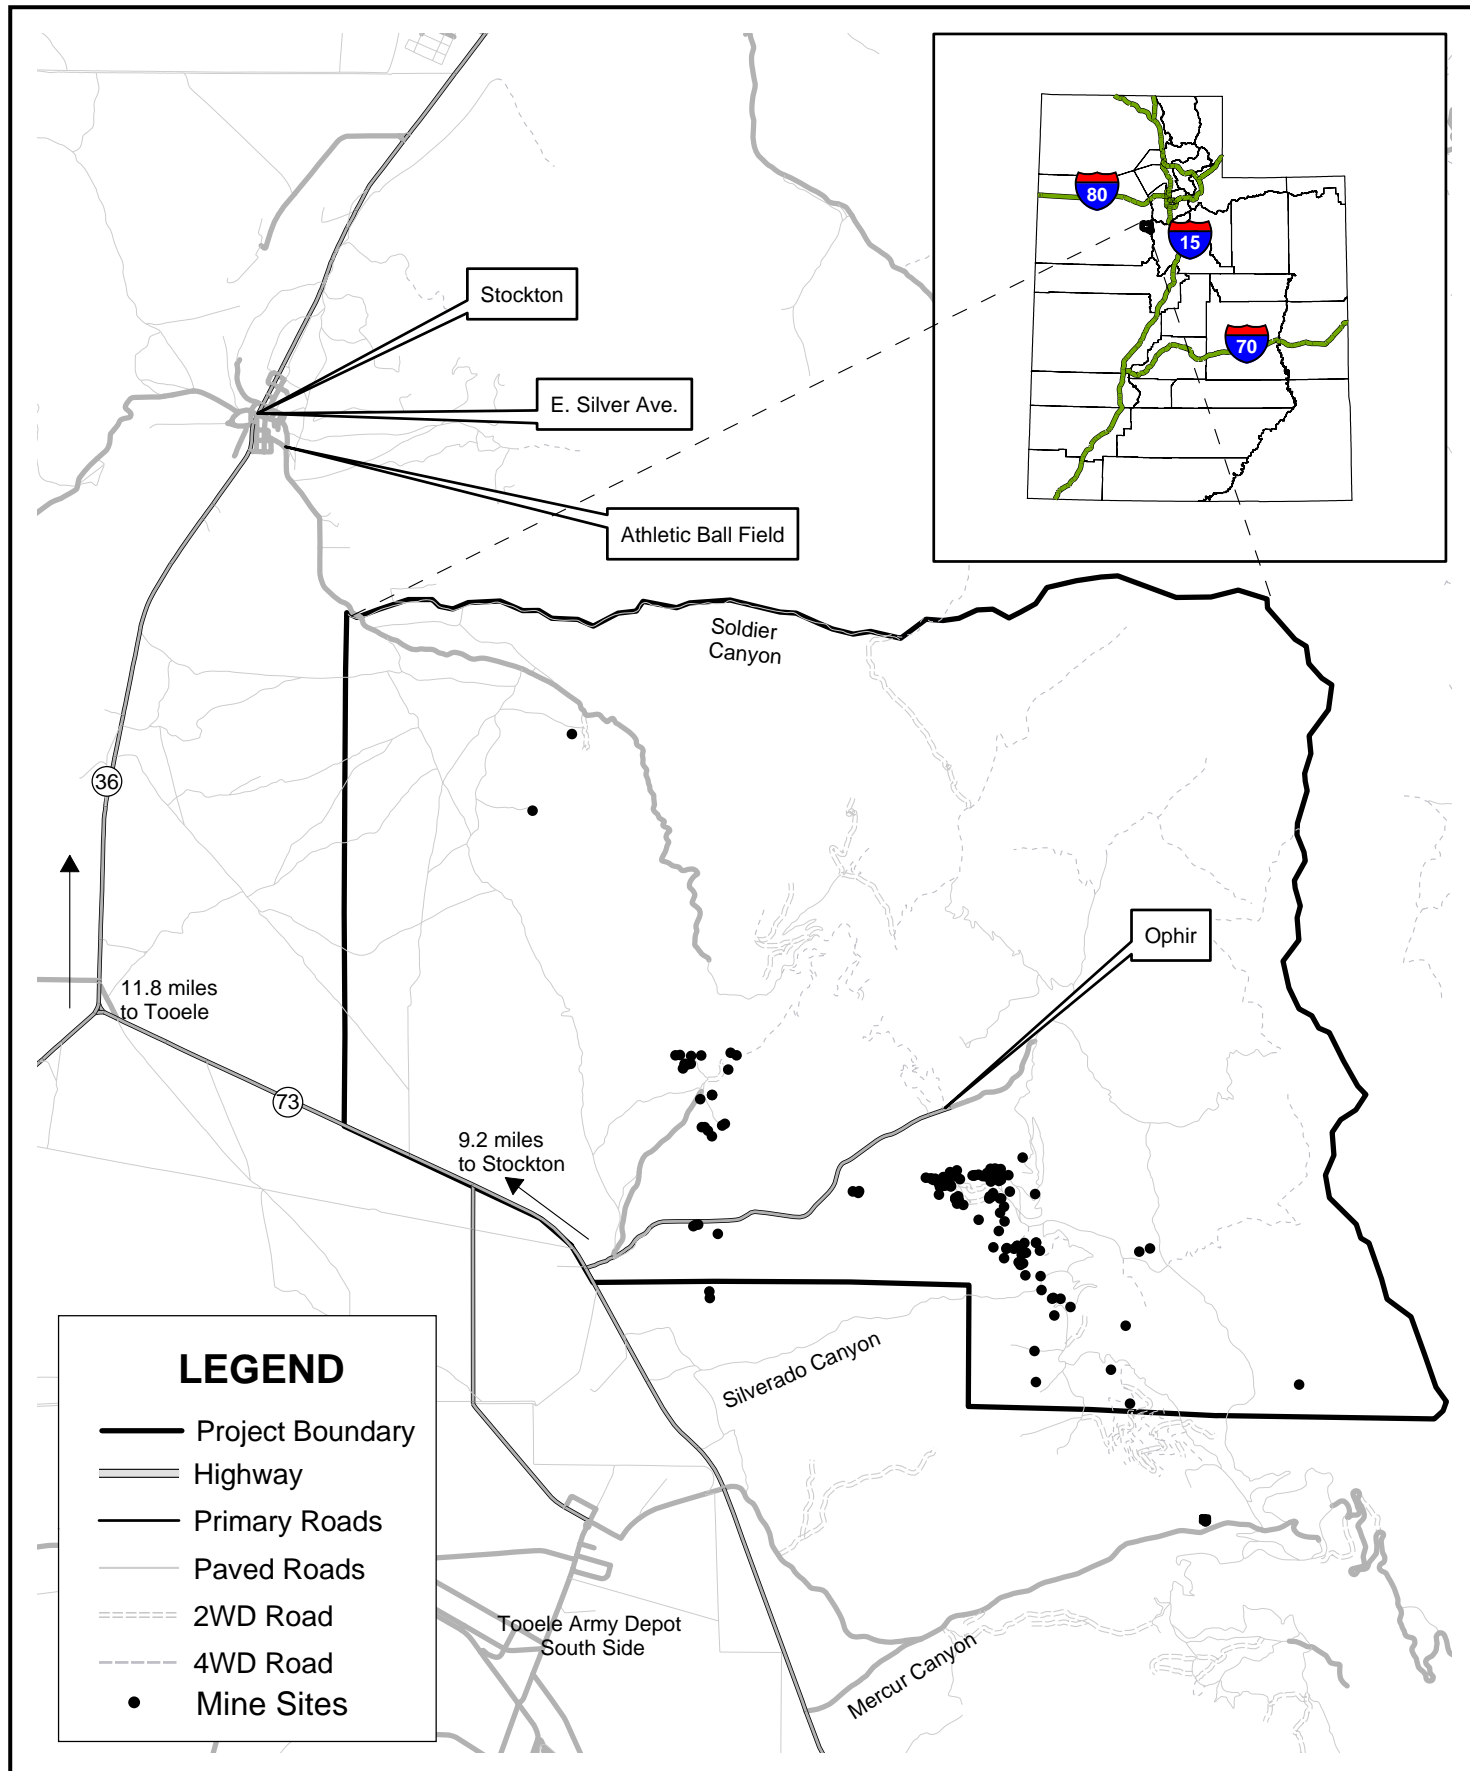 80
15
70
Stockton
E. Silver Ave.
Athletic Ball Field
Soldier
Canyon
36
Ophir
11.8 miles
to Tooele
73
9.2 miles
to Stockton
Silverado Canyon
LEGEND
Project Boundary
Highway
Primary Roads
Paved Roads
2WD Road
4WD Road
Mine Sites
Tooele Army Depot
South Side
Mercur Canyon